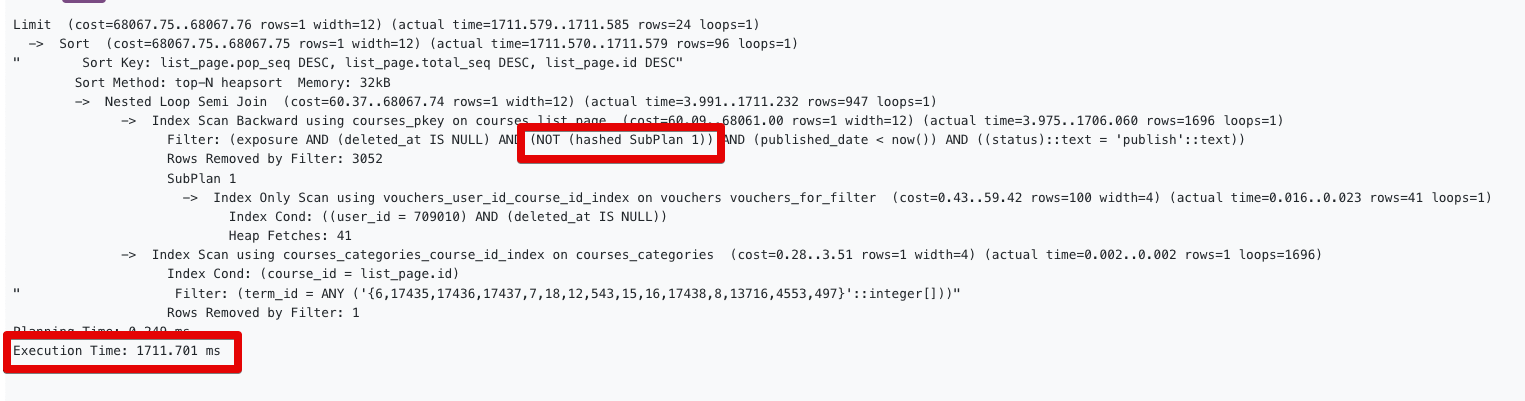 Limit  (cost=68067.75..68067.76 rows=1 width=12) (actual time=1711.579..1711.585 rows=24 loops=1)
  ->  Sort  (cost=68067.75..68067.75 rows=1 width=12) (actual time=1711.570..1711.579 rows=96 loops=1)
"        Sort Key: list_page.pop_seq DESC, list_page.total_seq DESC, list_page.id DESC"
        Sort Method: top-N heapsort  Memory: 32kB
        ->  Nested Loop Semi Join  (cost=60.37..68067.74 rows=1 width=12) (actual time=3.991..1711.232 rows=947 loops=1)
              ->  Index Scan Backward using courses_pkey on courses list_page  (cost=60.09..68061.00 rows=1 width=12) (actual time=3.975..1706.060 rows=1696 loops=1)
                    Filter: (exposure AND (deleted_at IS NULL) AND (NOT (hashed SubPlan 1)) AND (published_date < now()) AND ((status)::text = 'publish'::text))
                    Rows Removed by Filter: 3052
                    SubPlan 1
                      ->  Index Only Scan using vouchers_user_id_course_id_index on vouchers vouchers_for_filter  (cost=0.43..59.42 rows=100 width=4) (actual time=0.016..0.023 rows=41 loops=1)
                            Index Cond: ((user_id = 709010) AND (deleted_at IS NULL))
                            Heap Fetches: 41
              ->  Index Scan using courses_categories_course_id_index on courses_categories  (cost=0.28..3.51 rows=1 width=4) (actual time=0.002..0.002 rows=1 loops=1696)
                    Index Cond: (course_id = list_page.id)
"                    Filter: (term_id = ANY ('{6,17435,17436,17437,7,18,12,543,15,16,17438,8,13716,4553,497}'::integer[]))"
                    Rows Removed by Filter: 1
Planning Time: 0.249 ms
Execution Time: 1711.701 ms